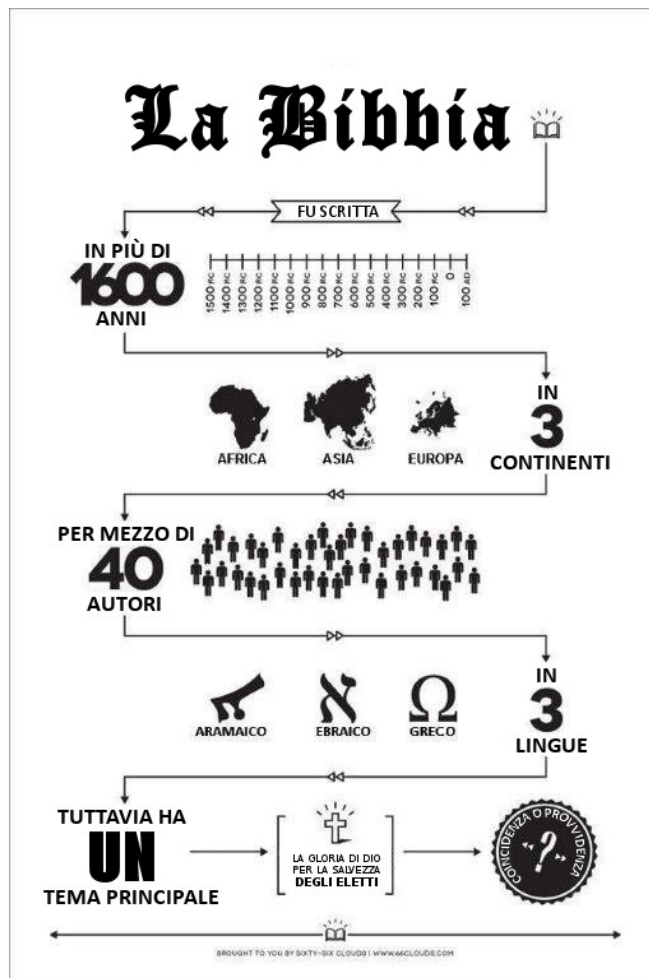 La Bibbia
FU SCRITTA
IN PIÙ DI
1600
ANNI
1500 BC
1400 BC
1300 BC
1200 BC
1100 BC
1000 BC
900 BC
800 BC
700 BC
600 BC
500 BC
400 BC
300 BC
200 BC
100 BC
0
100 AD
AFRICA
ASIA
EUROPA
IN
3
CONTINENTI
PER MEZZO DI
40
AUTORI
ARAMAICO
א
EBRAICO
Ω
GRECO
IN
3
LINGUE
TUTTAVIA HA
UN
TEMA PRINCIPALE
LA GLORIA DI DIO
PER LA SALVEZZA
DEGLI ELETTI
COINCIDENZA O PROVVIDENZA
?
BROUGHT TO YOU BY SIXTY-SIX CLOUDS | WWW.66CLOUDS.COM